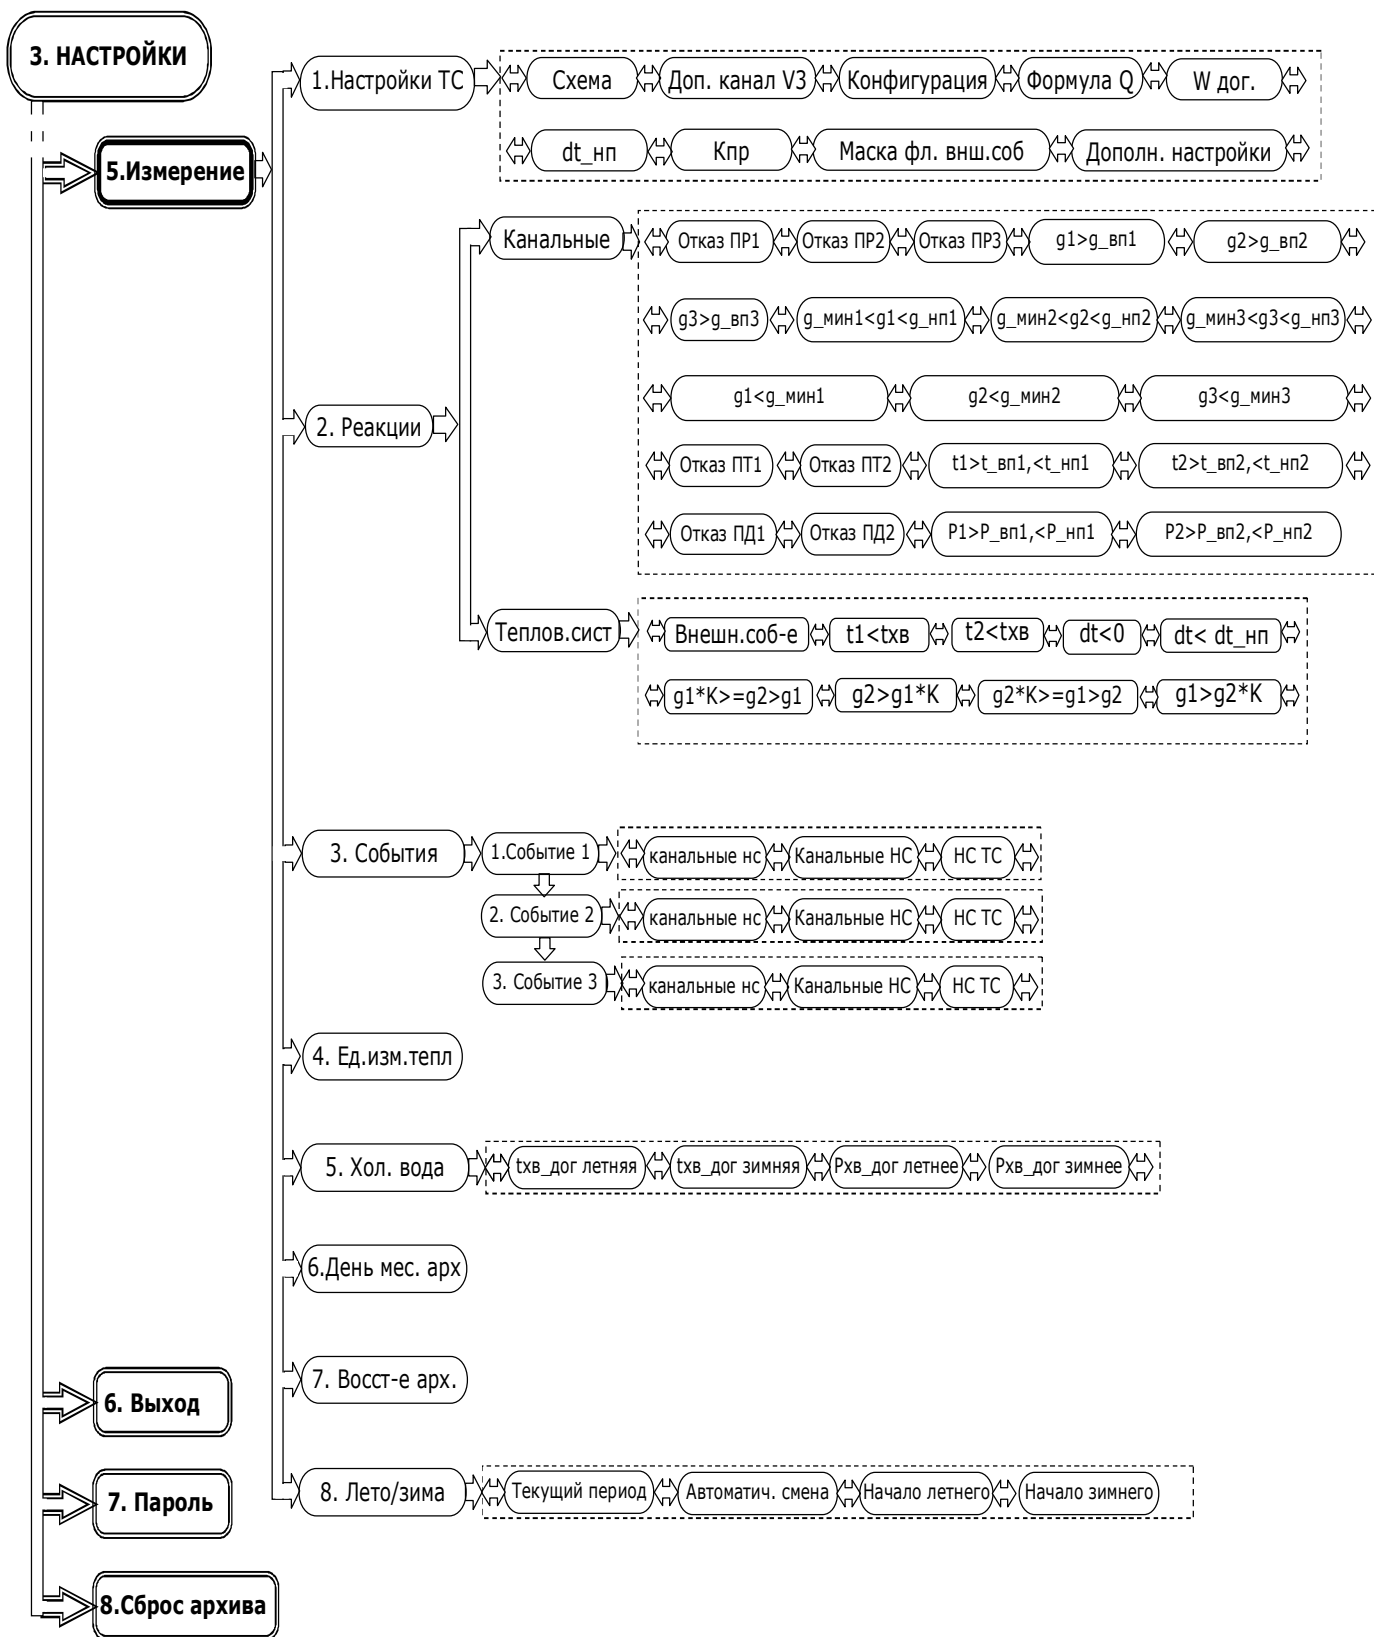 3. НАСТРОЙКИ
5.Измерение
1.Настройки ТС
Схема Доп. канал V3 Конфигурация Формула Q W дог.
dt_нп Кпр Маска фл. внш.соб Дополн. настройки
2. Реакции
Канальные
Отказ ПР1 Отказ ПР2 Отказ ПР3 g1>g_вп1 g2>g_вп2
g3>g_вп3 g_мин1<g1<g_нп1 g_мин2<g2<g_нп2 g_мин3<g3<g_нп3
g1<g_мин1 g2<g_мин2 g3<g_мин3
Отказ ПТ1 Отказ ПТ2 t1>t_вп1,<t_нп1 t2>t_вп2,<t_нп2
Отказ ПД1 Отказ ПД2 P1>P_вп1,<P_нп1 P2>P_вп2,<P_нп2
Теплов.сист
Внешн.соб-е t1<tхв t2<tхв dt<0 dt< dt_нп
g1*K>=g2>g1 g2>g1*K g2*K>=g1>g2 g1>g2*K
3. События
1.Событие 1 канальные нс Канальные НС НС ТС
2. Событие 2 канальные нс Канальные НС НС ТС
3. Событие 3 канальные нс Канальные НС НС ТС
4. Ед.изм.тепл
5. Хол. вода tхв_дог летняя tхв_дог зимняя Pхв_дог летнее Pхв_дог зимнее
6.День мес. арх
7. Восст-е арх.
6. Выход
8. Лето/зима Текущий период Автоматич. смена Начало летнего Начало зимнего
7. Пароль
8.Сброс архива